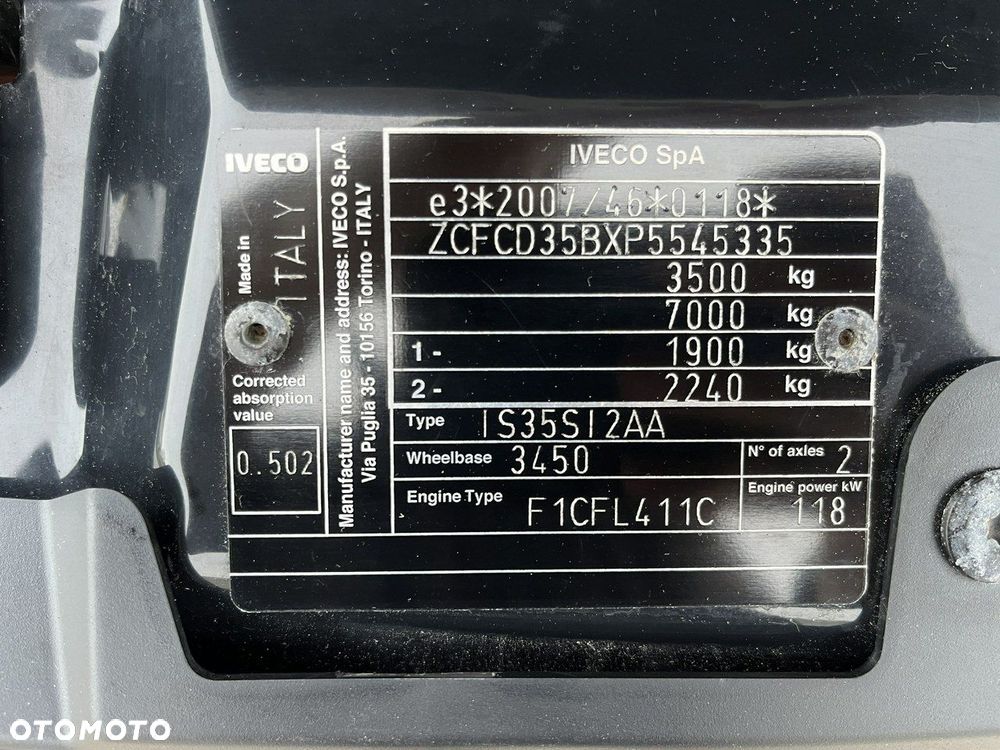 IVECO
Made in
ITALY
Corrected
absorption
value
0.502
Manufacturer name and address: IVECO S.p.A.
Via Puglia 35 - 10156 Torino - ITALY
IVECO SpA
e3*2007/46*0118*
ZCFCD35BXP5545335
3500 kg
7000 kg
1- 1900 kg
2- 2240 kg
Type IS35SI2AA
Wheelbase 3450 N° of axles 2
Engine Type F1CFL411C Engine power kW 118
OTOMOTO